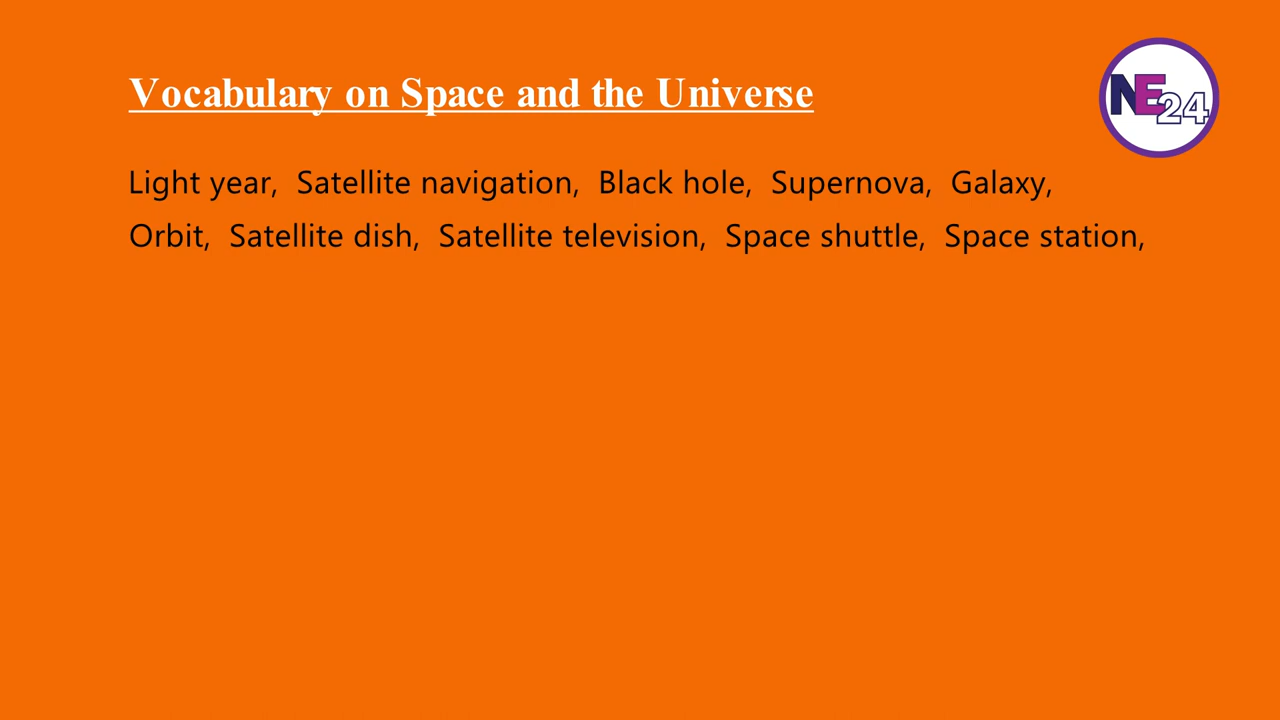 Vocabulary on Space and the Universe
NE24
Light year, Satellite navigation, Black hole, Supernova, Galaxy,
Orbit, Satellite dish, Satellite television, Space shuttle, Space station,